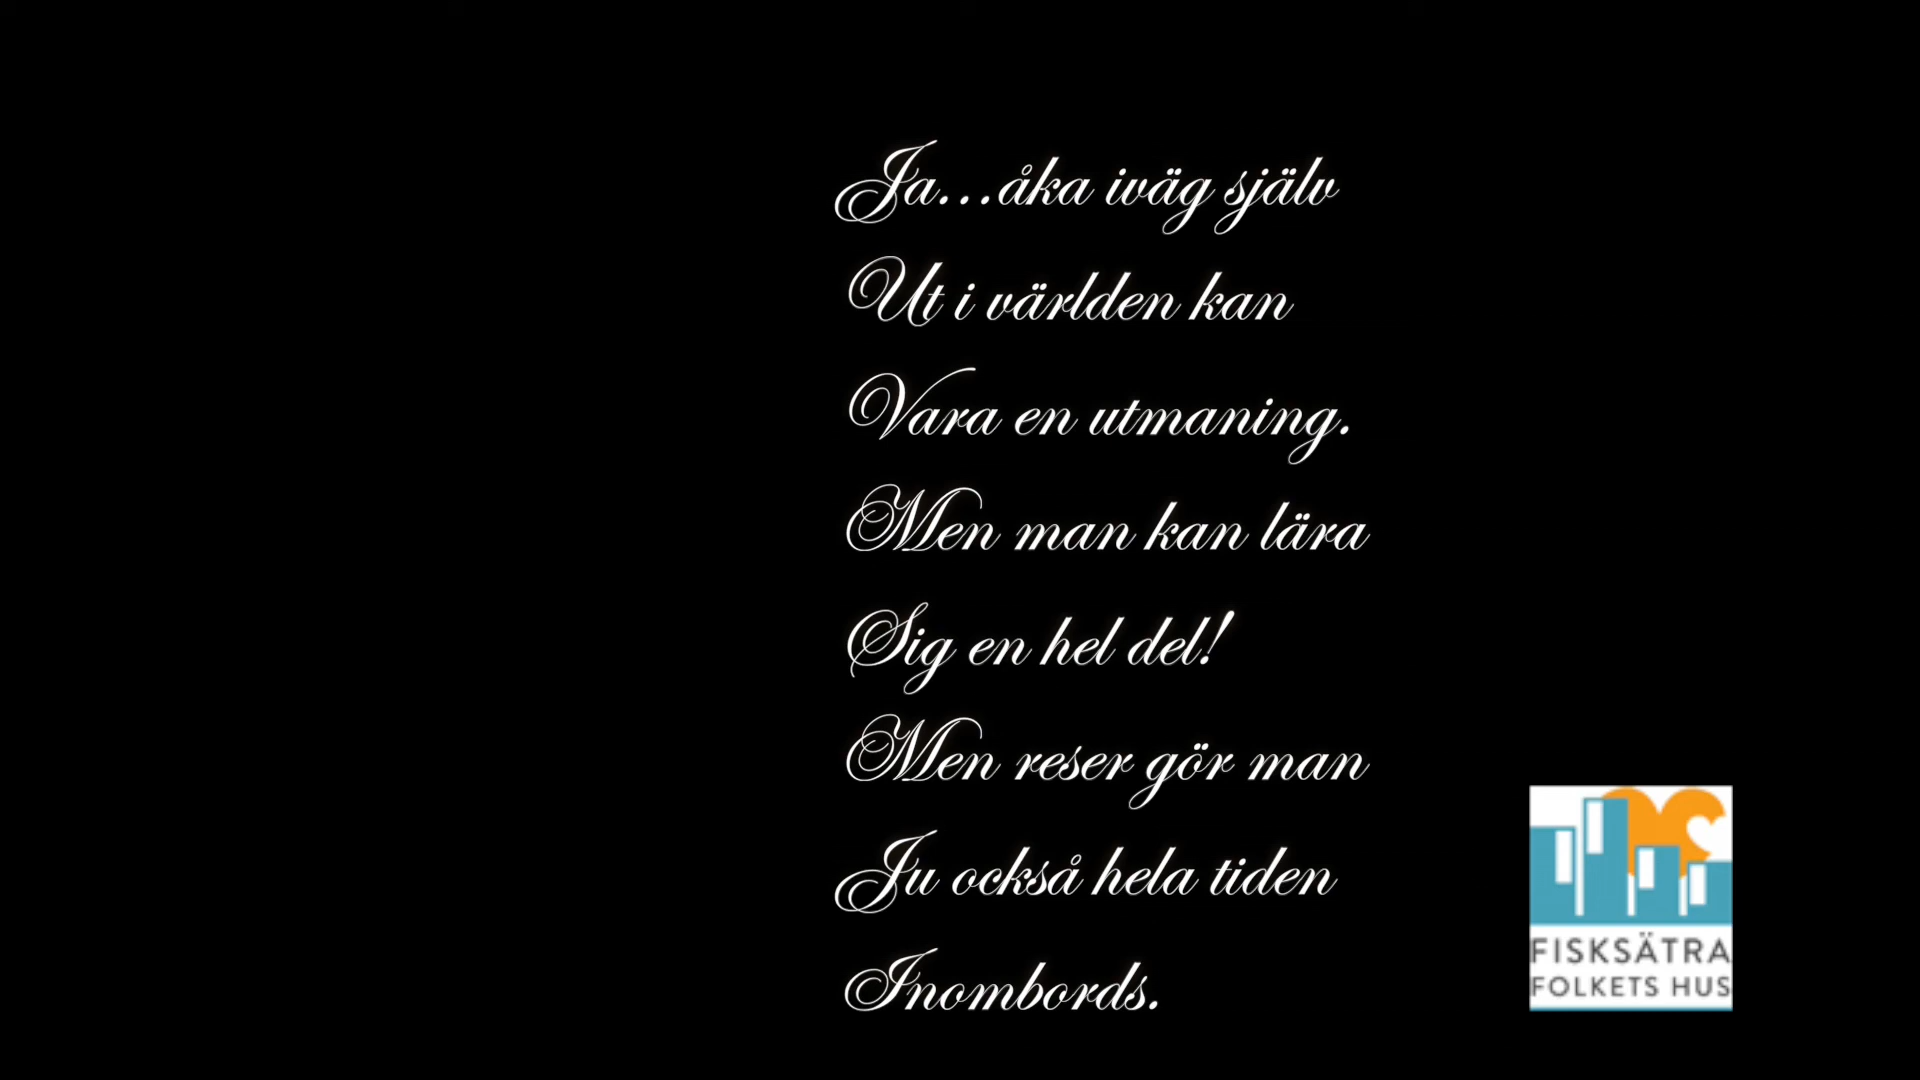 Ja...åka iväg själv
Ut i världen kan
Vara en utmaning.
Men man kan lära
Sig en hel del!
Men reser gör man
Ju också hela tiden
Inombords.
FISKSÄTRA
FOLKETS HUS